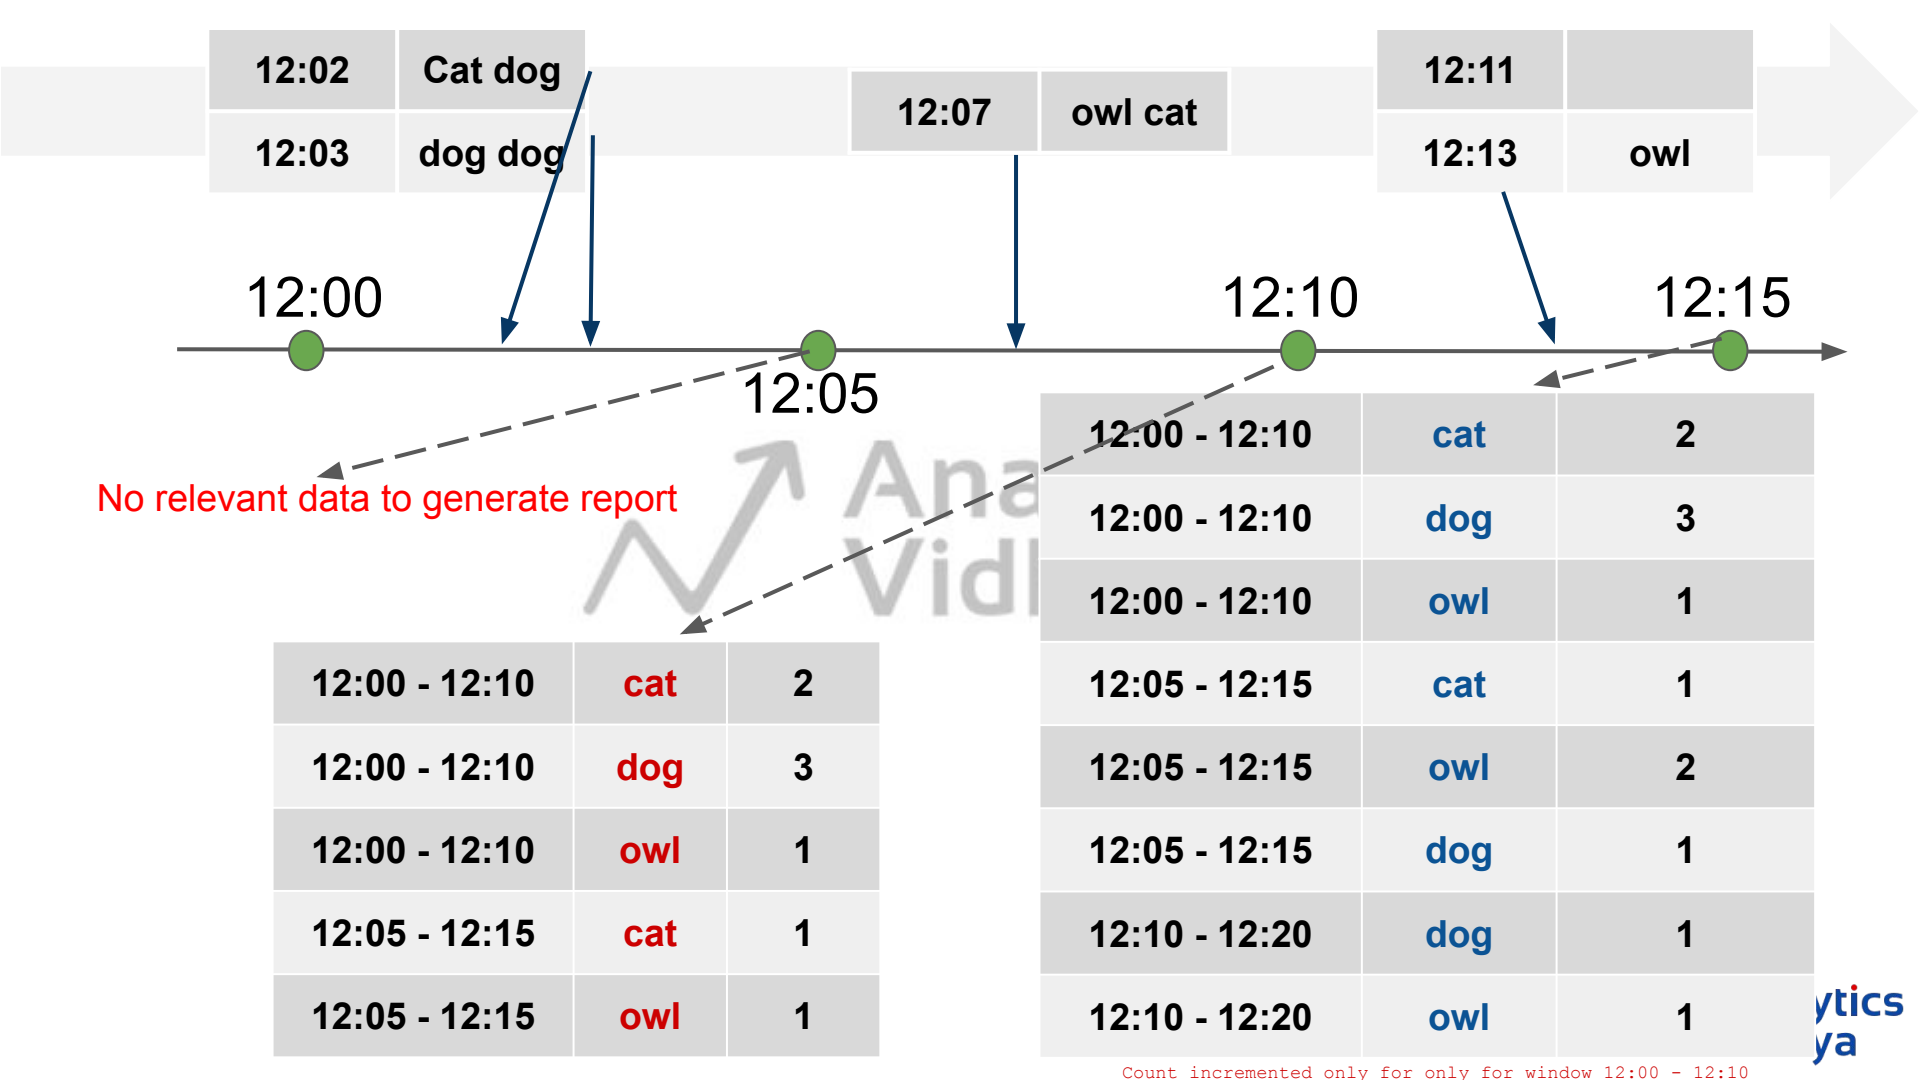 12:02 Cat dog
12:03 dog dog
12:07 owl cat
12:11
12:13 owl
12:00
12:05
12:10
12:15
No relevant data to generate report
Ana
Vid
12:00 - 12:10 cat 2
12:00 - 12:10 dog 3
12:00 - 12:10 owl 1
12:05 - 12:15 cat 1
12:05 - 12:15 owl 1
12:00 - 12:10 cat 2
12:00 - 12:10 dog 3
12:00 - 12:10 owl 1
12:05 - 12:15 cat 1
12:05 - 12:15 owl 2
12:05 - 12:15 dog 1
12:10 - 12:20 dog 1
12:10 - 12:20 owl 1
ytics
ya
Count incremented only for only for window 12:00 - 12:10